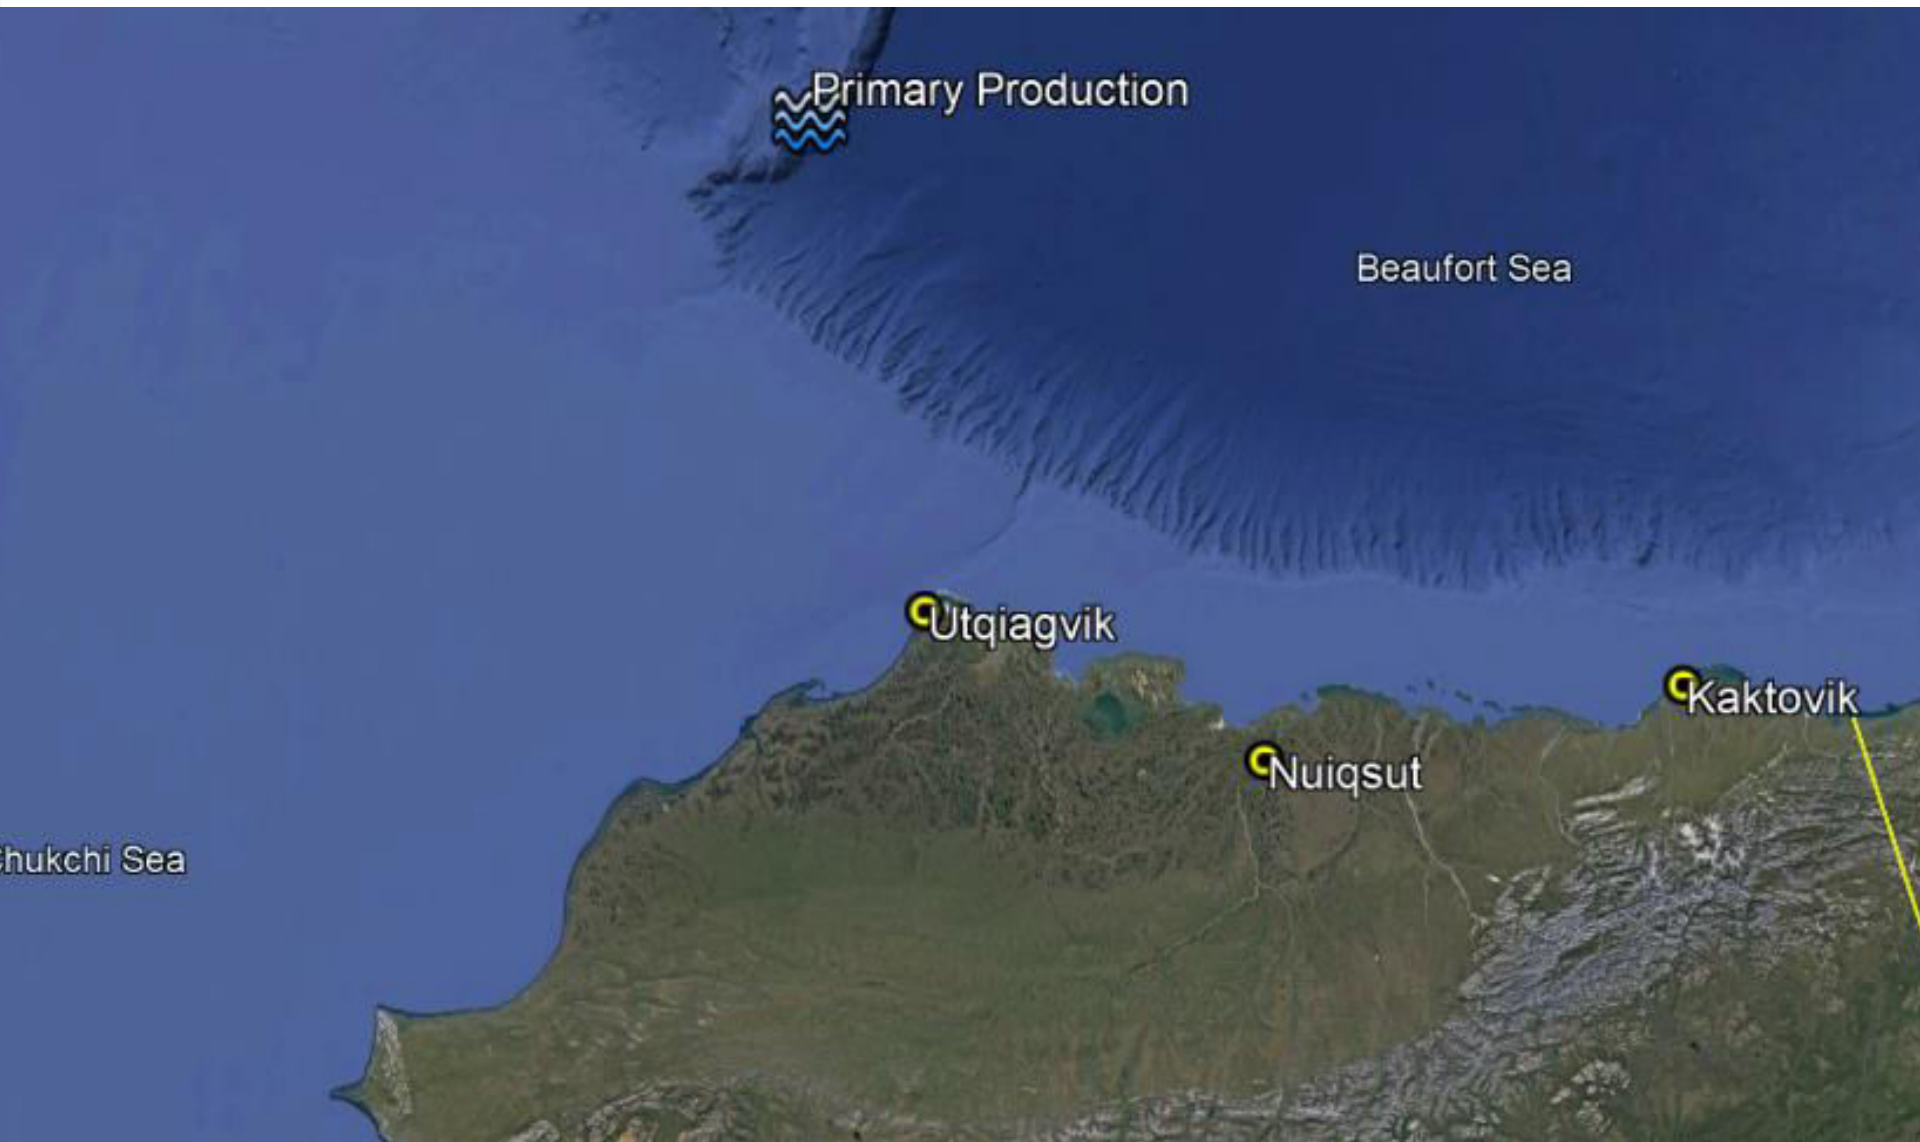 Primary Production
Beaufort Sea
Utqiagvik
Kaktovik
Nuiqsut
hukchi Sea